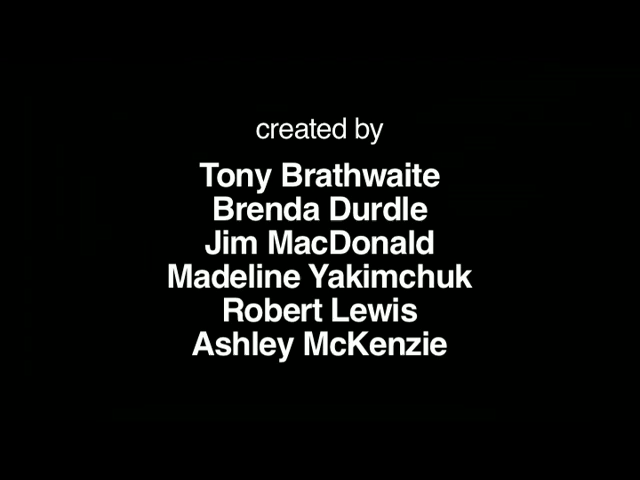 created by
Tony Brathwaite
Brenda Durdle
Jim MacDonald
Madeline Yakimchuk
Robert Lewis
Ashley McKenzie